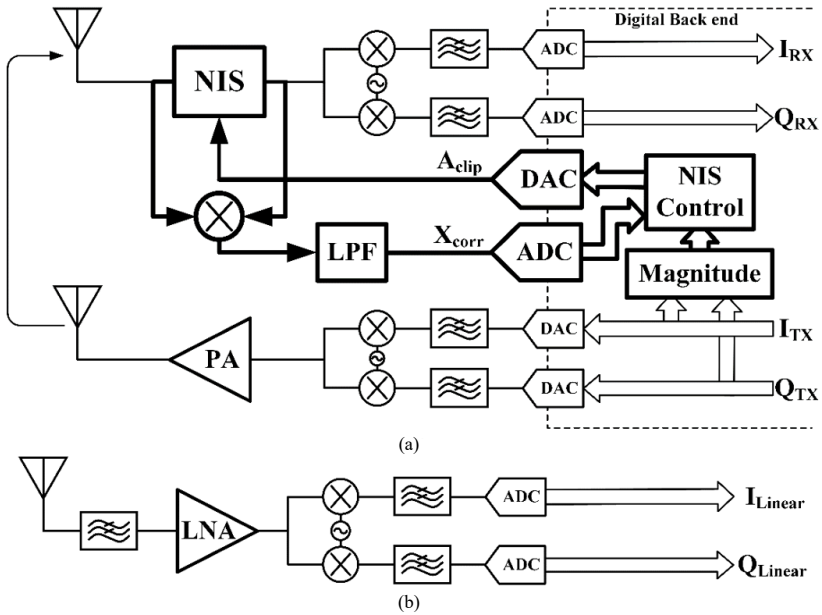 Digital Back end
ADC
I_RX
NIS
ADC
Q_RX
A_clip
DAC
NIS
Control
X_corr
LPF
ADC
Magnitude
DAC
I_TX
PA
DAC
Q_TX
(a)
ADC
I_Linear
LNA
ADC
Q_Linear
(b)